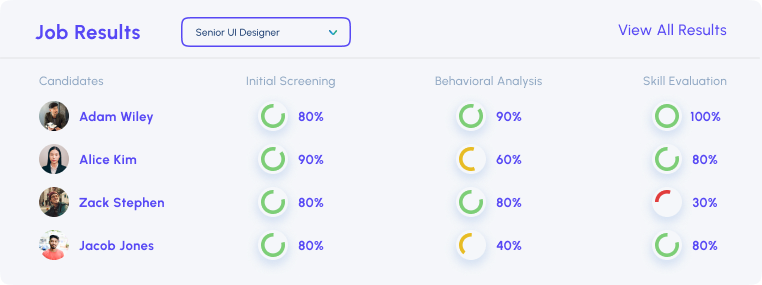 Job Results
Senior UI Designer
View All Results
Candidates Initial Screening Behavioral Analysis Skill Evaluation
Adam Wiley 80% 90% 100%
Alice Kim 90% 60% 80%
Zack Stephen 80% 80% 30%
Jacob Jones 80% 40% 80%